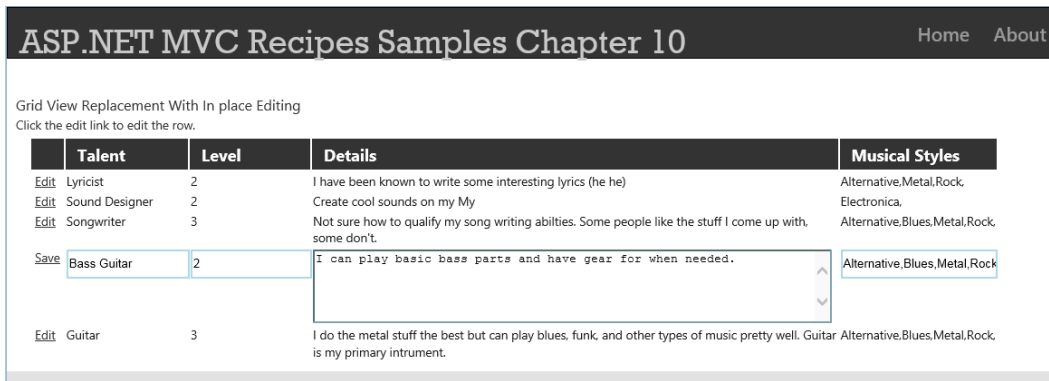 ASP.NET MVC Recipes Samples Chapter 10 Home About
Grid View Replacement With In place Editing
Click the edit link to edit the row.
Talent Level Details Musical Styles
Edit Lyricist 2 I have been known to write some interesting lyrics (he he) Alternative,Metal,Rock,
Edit Sound Designer 2 Create cool sounds on my My Electronica,
Edit Songwriter 3 Not sure how to qualify my song writing abilties. Some people like the stuff I come up with, Alternative,Blues,Metal,Rock,
some don't.
Save Bass Guitar 2 I can play basic bass parts and have gear for when needed. Alternative,Blues,Metal,Rock
Edit Guitar 3 I do the metal stuff the best but can play blues, funk, and other types of music pretty well. Guitar Alternative,Blues,Metal,Rock,
is my primary intrument.